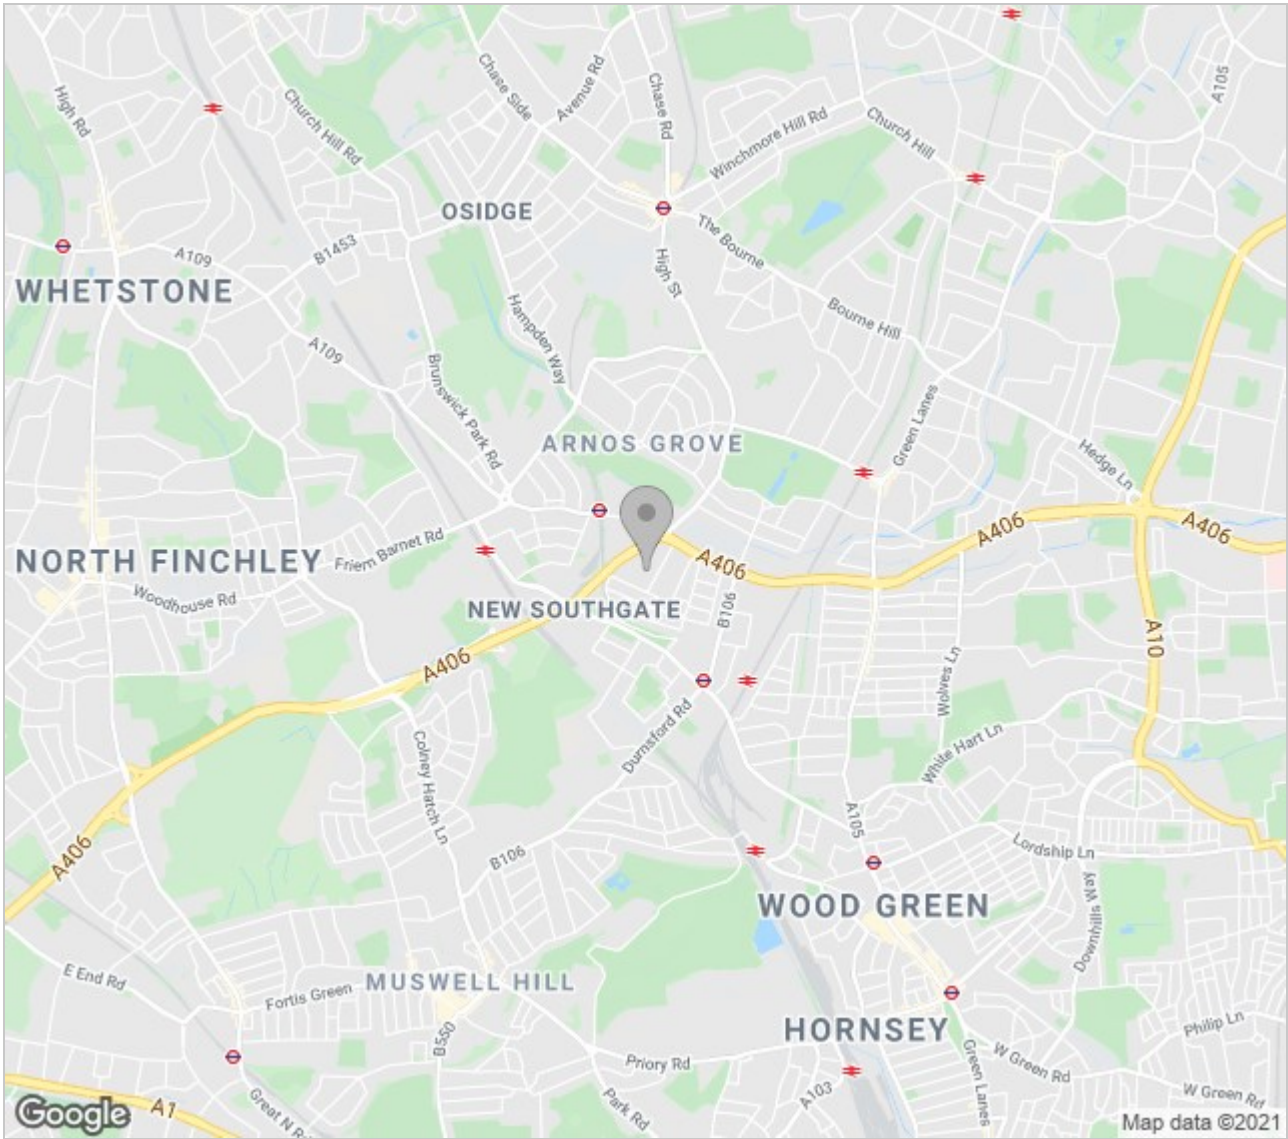 High Rd
Church Hill Rd
Chase Side
Avenue Rd
Chase Rd
Winchmore Hill Rd
Church Hill
A105
OSIDGE
A109
B1453
WHETSTONE
High St
The Bourne
Bourne Hill
Hampden Way
A109
Brunswick Park Rd
ARNOS GROVE
Green Lanes
Hedge Ln
A406
A406
NORTH FINCHLEY
Friern Barnet Rd
A406
Woodhouse Rd
NEW SOUTHGATE
B106
A10
A406
Wolves Ln
Durnsford Rd
White Hart Ln
Colney Hatch Ln
A105
Lordship Ln
A406
B106
WOOD GREEN
Downhills Way
E End Rd
Fortis Green
MUSWELL HILL
HORNSEY
Philip Ln
B550
Priory Rd
W Green Rd
Green Lanes
A103
W Green Rd
A1
Great N Rd
Park Rd
Google
Map data ©2021